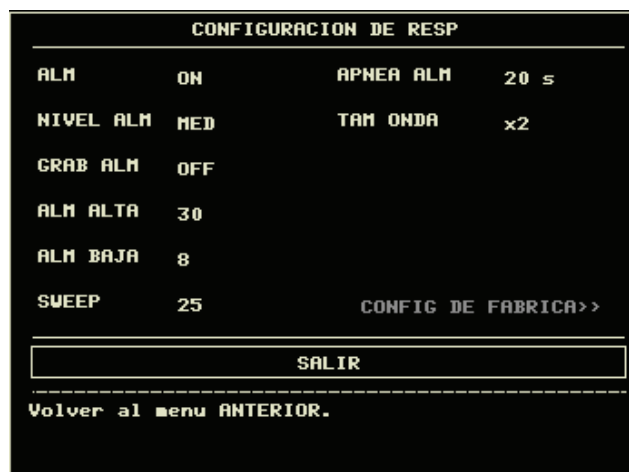 CONFIGURACION DE RESP
ALM ON APNEA ALM 20 s
NIVEL ALM MED TAM ONDA x2
GRAB ALM OFF
ALM ALTA 30
ALM BAJA 8
SWEEP 25 CONFIG DE FABRICA>>
SALIR
Volver al menu ANTERIOR.